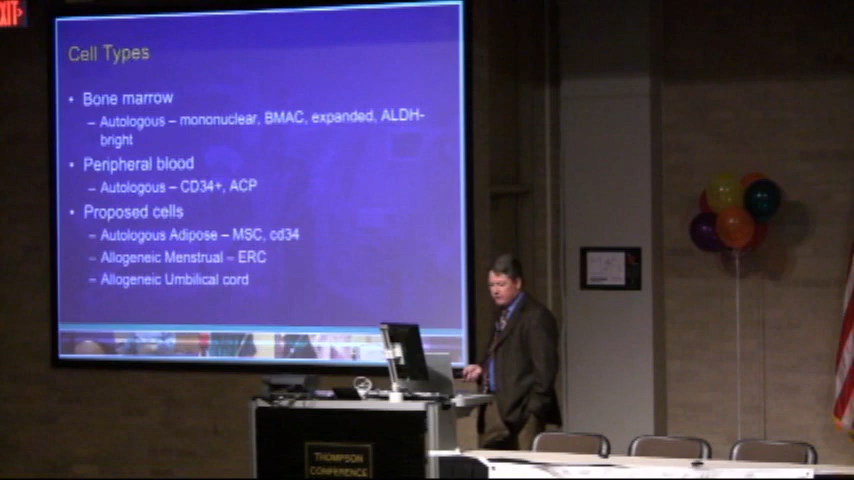 EXIT
Cell Types
• Bone marrow
– Autologous – mononuclear, BMAC, expanded, ALDH-
bright
• Peripheral blood
– Autologous – CD34+, ACP
• Proposed cells
– Autologous Adipose – MSC, cd34
– Allogeneic Menstrual – ERC
– Allogeneic Umbilical cord
THOMPSON
CONFERENCE